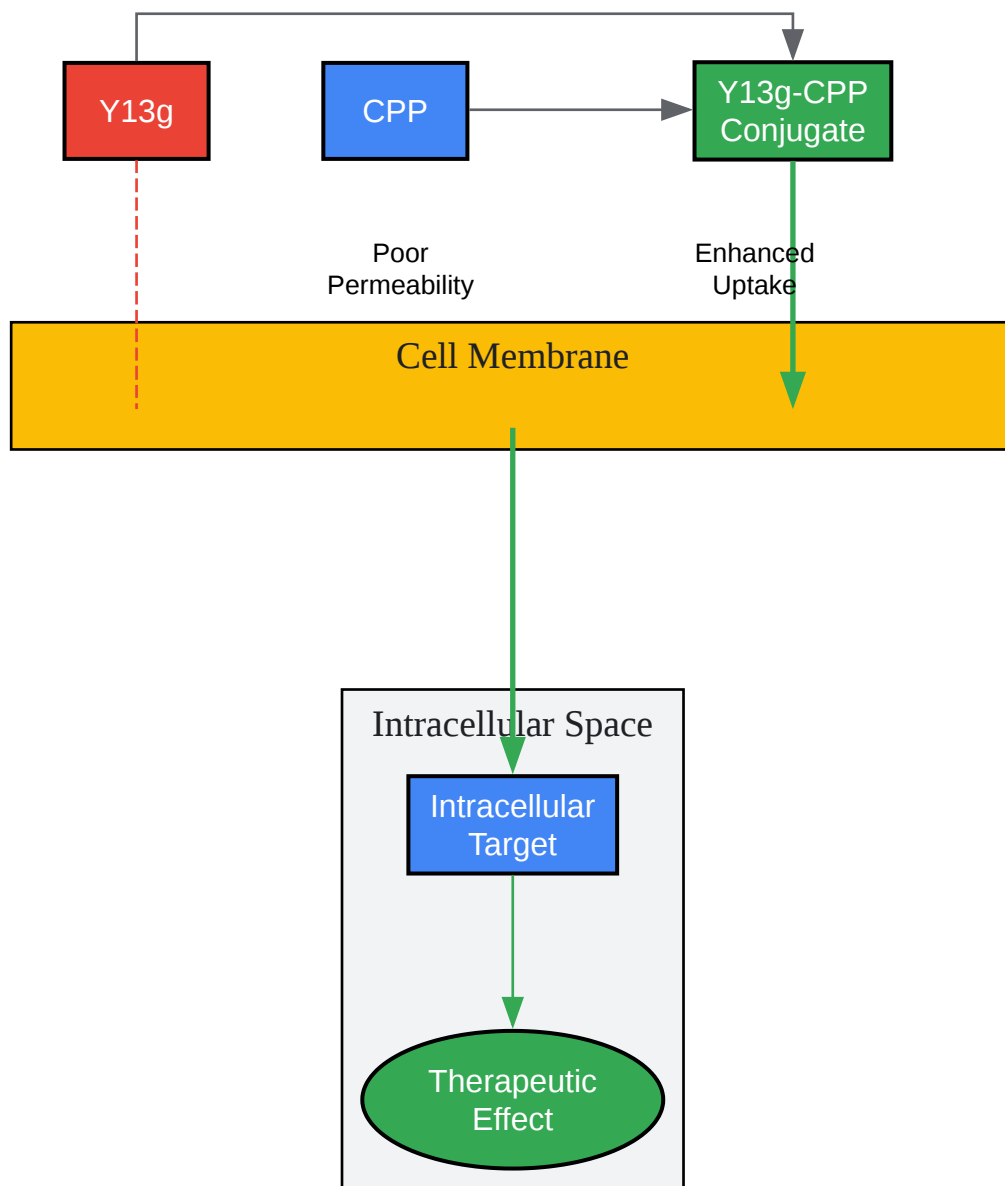 Y13g
CPP
Y13g-CPP
Conjugate
Poor
Permeability
Enhanced
Uptake
Cell Membrane
Intracellular Space
Intracellular
Target
Therapeutic
Effect